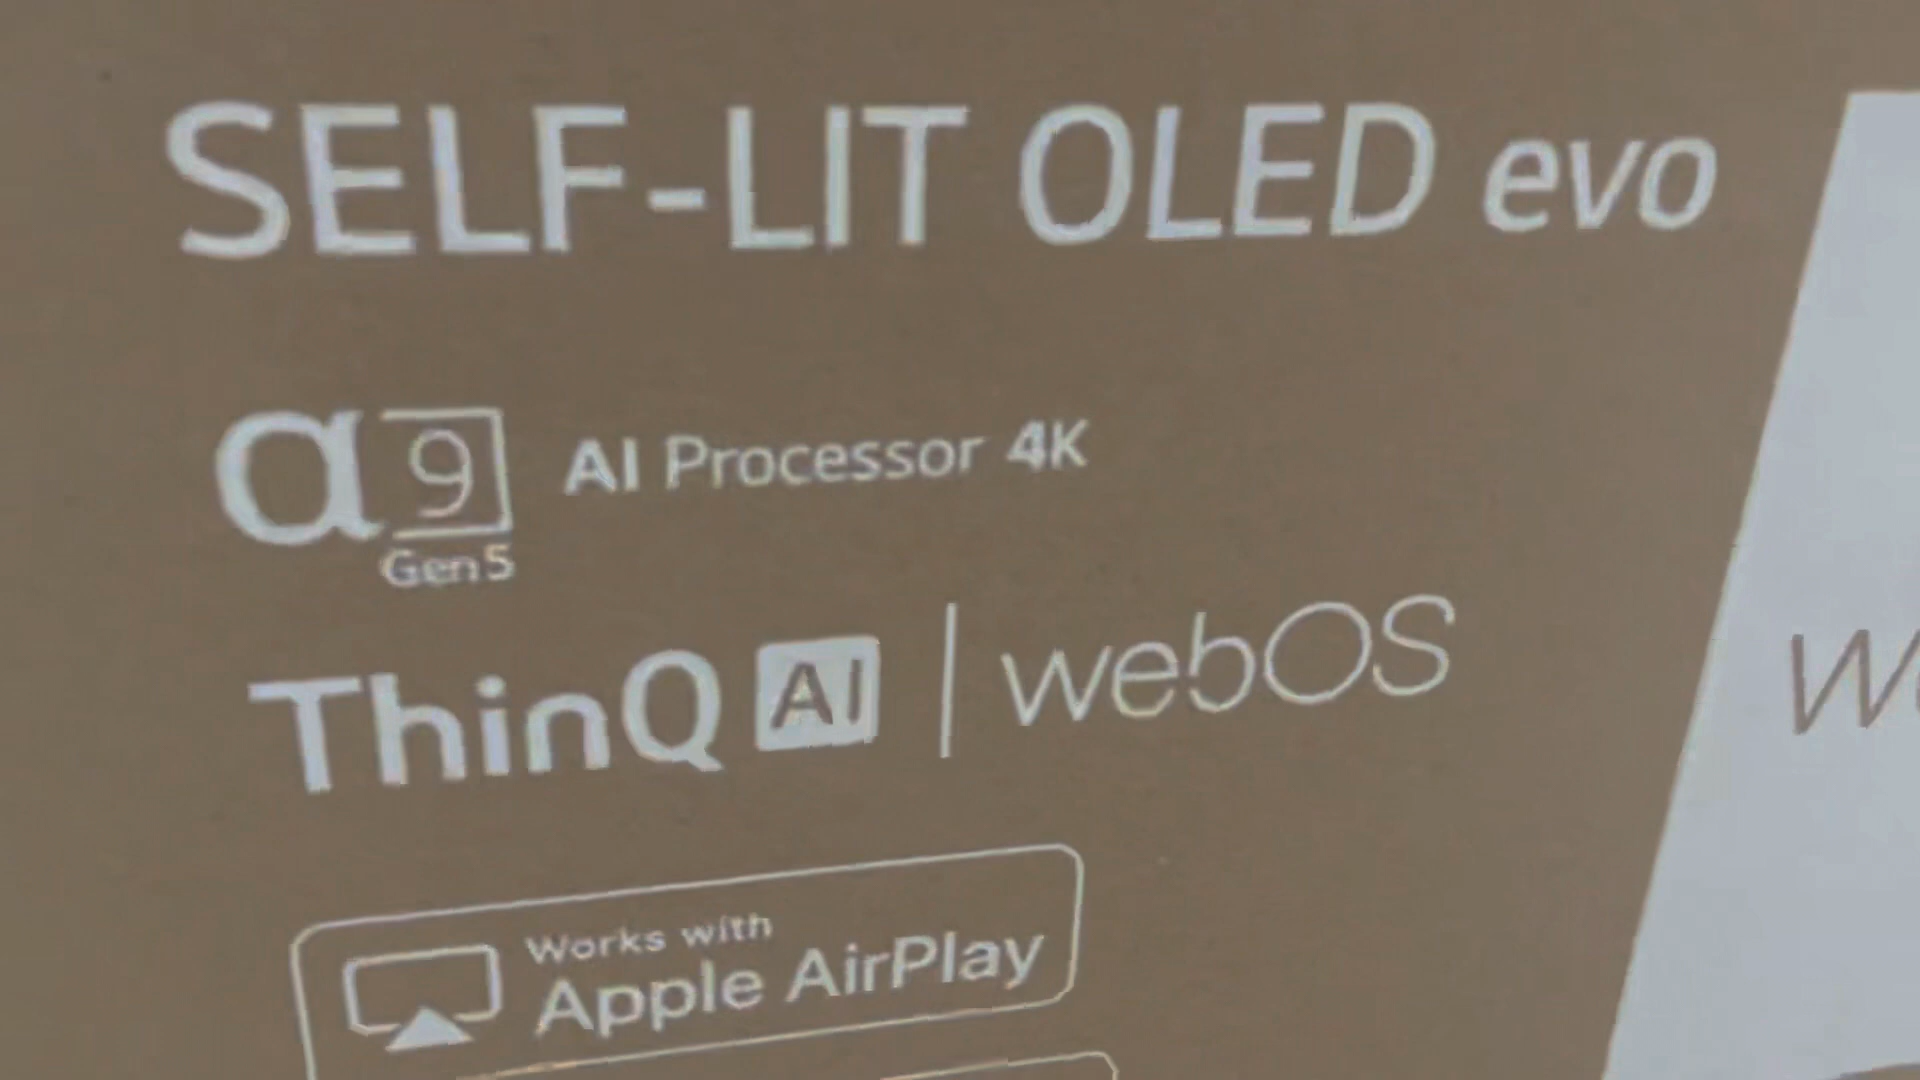 SELF-LIT OLED evo
α9 AI Processor 4K
Gen5
ThinQ AI | webOS
Works with
Apple AirPlay